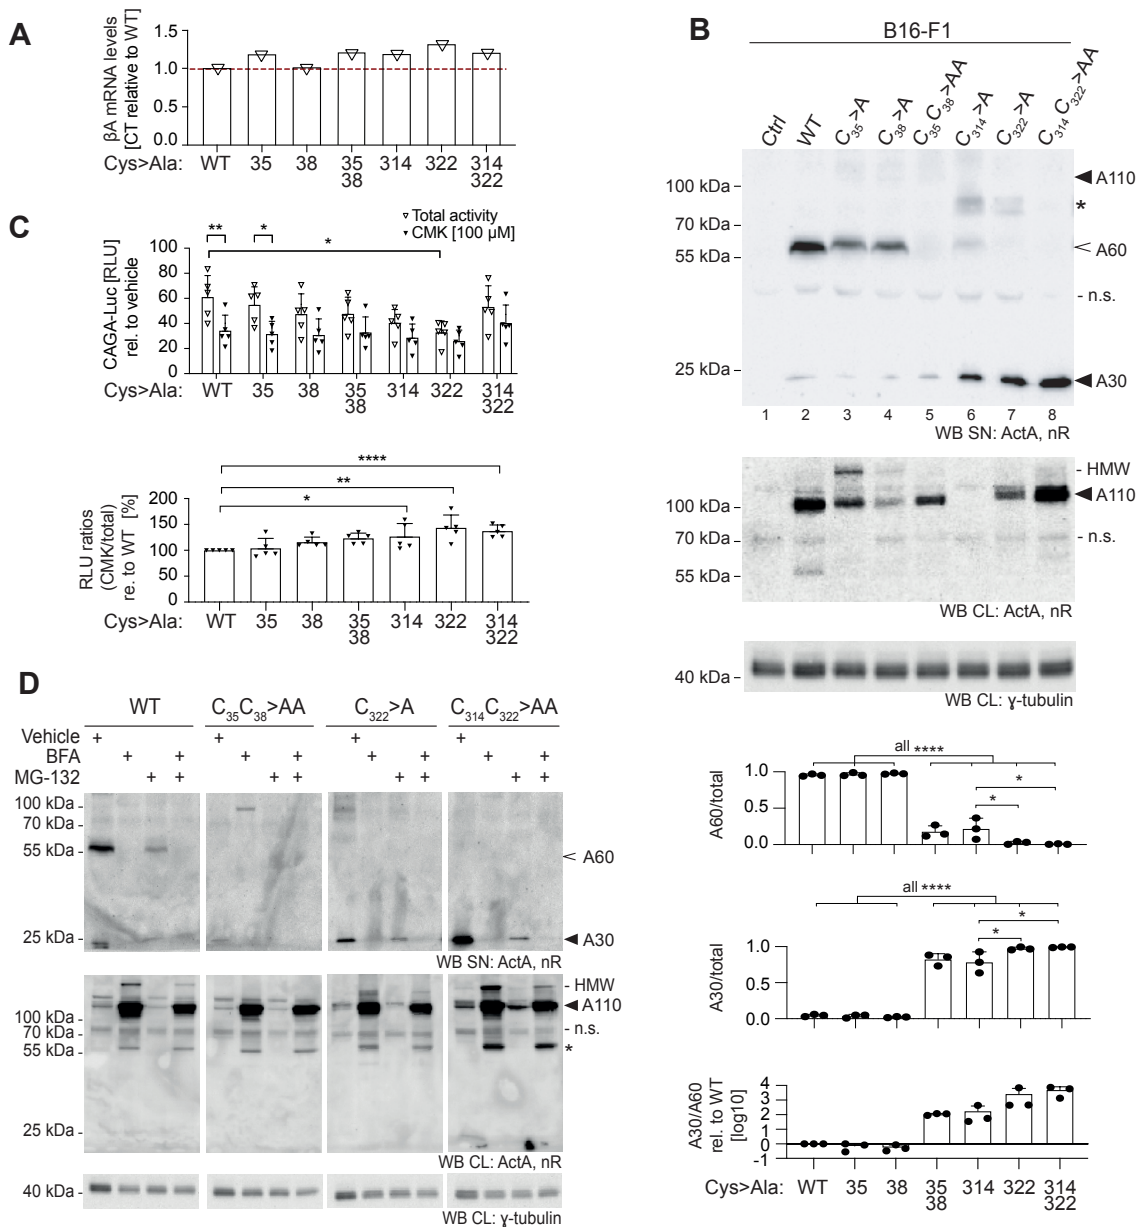 A
βA mRNA levels
[CT relative to WT]
1.5
1.0
0.5
0.0
Cys>Ala: WT 35 38 35 314 322 314
38 322
C
▽ Total activity
▼ CMK [100 µM]
CAGA-Luc [RLU]
rel. to vehicle
100
80
60
40
20
0
** * *
Cys>Ala: WT 35 38 35 314 322 314
38 322
****
**
*
RLU ratios
(CMK/total)
re. to WT [%]
200
150
100
50
0
Cys>Ala: WT 35 38 35 314 322 314
38 322
B
B16-F1
Ctrl WT C35>A C38>A C35C38>AA C314>A C322>A C314C322>AA
100 kDa
70 kDa
55 kDa
25 kDa
A110
*
A60
- n.s.
A30
1 2 3 4 5 6 7 8
WB SN: ActA, nR
100 kDa
70 kDa
55 kDa
- HMW
A110
- n.s.
WB CL: ActA, nR
40 kDa
WB CL: ɣ-tubulin
all ****
*
*
A60/total
1.0
0.5
0.0
all ****
*
*
A30/total
1.0
0.5
0.0
A30/A60
rel. to WT
[log10]
4
3
2
1
0
-1
Cys>Ala: WT 35 38 35 314 322 314
38 322
D
WT C35C38>AA C322>A C314C322>AA
Vehicle + + + +
BFA + + + + + + + +
MG-132 + + + + + + + +
100 kDa
70 kDa
55 kDa
25 kDa
A60
A30
WB SN: ActA, nR
100 kDa
70 kDa
55 kDa
25 kDa
- HMW
A110
- n.s.
*
WB CL: ActA, nR
40 kDa
WB CL: ɣ-tubulin